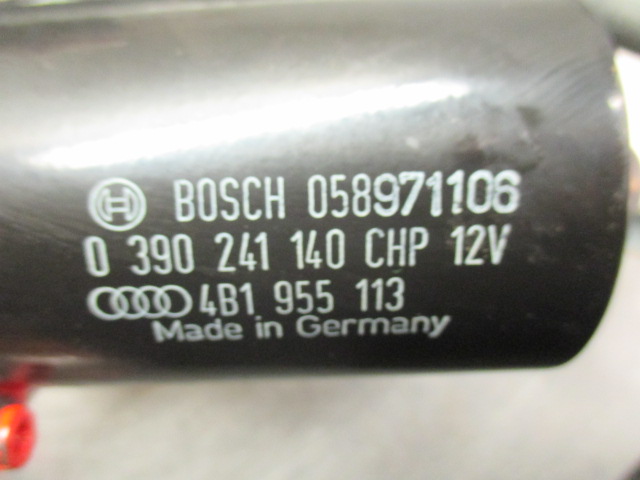 BOSCH 058971106
0 390 241 140 CHP 12V
4B1 955 113
Made in Germany